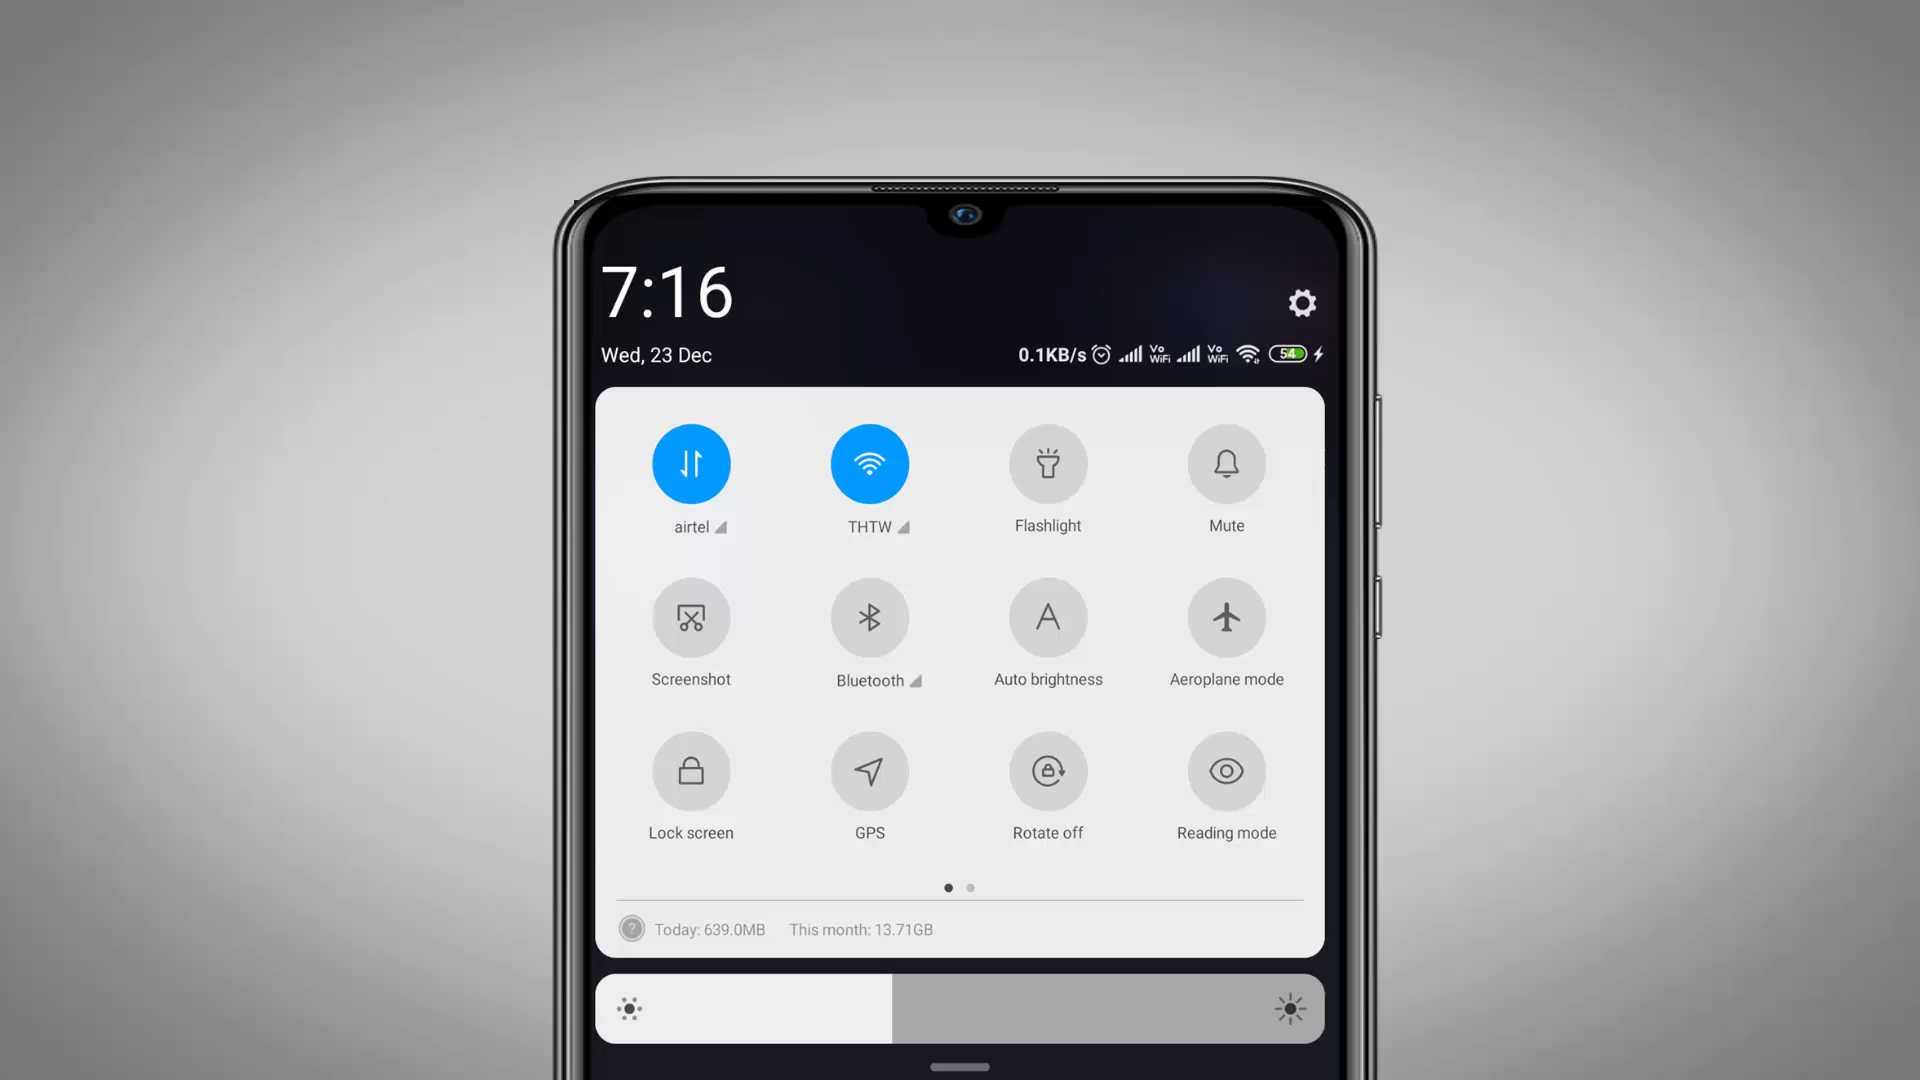 7:16
Wed, 23 Dec
0.1KB/s Vo WiFi Vo WiFi 54
airtel THTW Flashlight Mute
Screenshot Bluetooth Auto brightness Aeroplane mode
Lock screen GPS Rotate off Reading mode
? Today: 639.0MB This month: 13.71GB